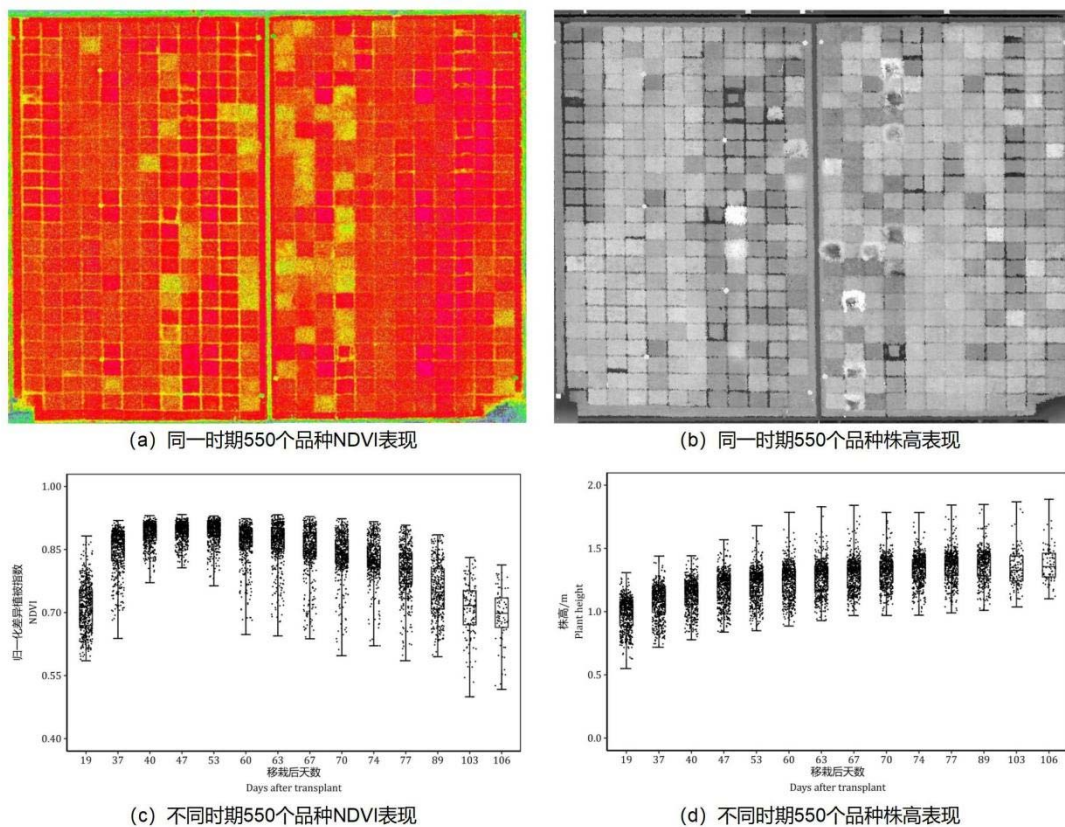 (a) 同一时期550个品种NDVI表现
(b) 同一时期550个品种株高表现
1.00
0.85
0.70
0.55
0.40
归一化差异植被指数
NDVI
19 37 40 47 53 60 63 67 70 74 77 89 103 106
移栽后天数
Days after transplant
(c) 不同时期550个品种NDVI表现
2.0
1.5
1.0
0.5
0.0
株高/m
Plant height
19 37 40 47 53 60 63 67 70 74 77 89 103 106
移栽后天数
Days after transplant
(d) 不同时期550个品种株高表现